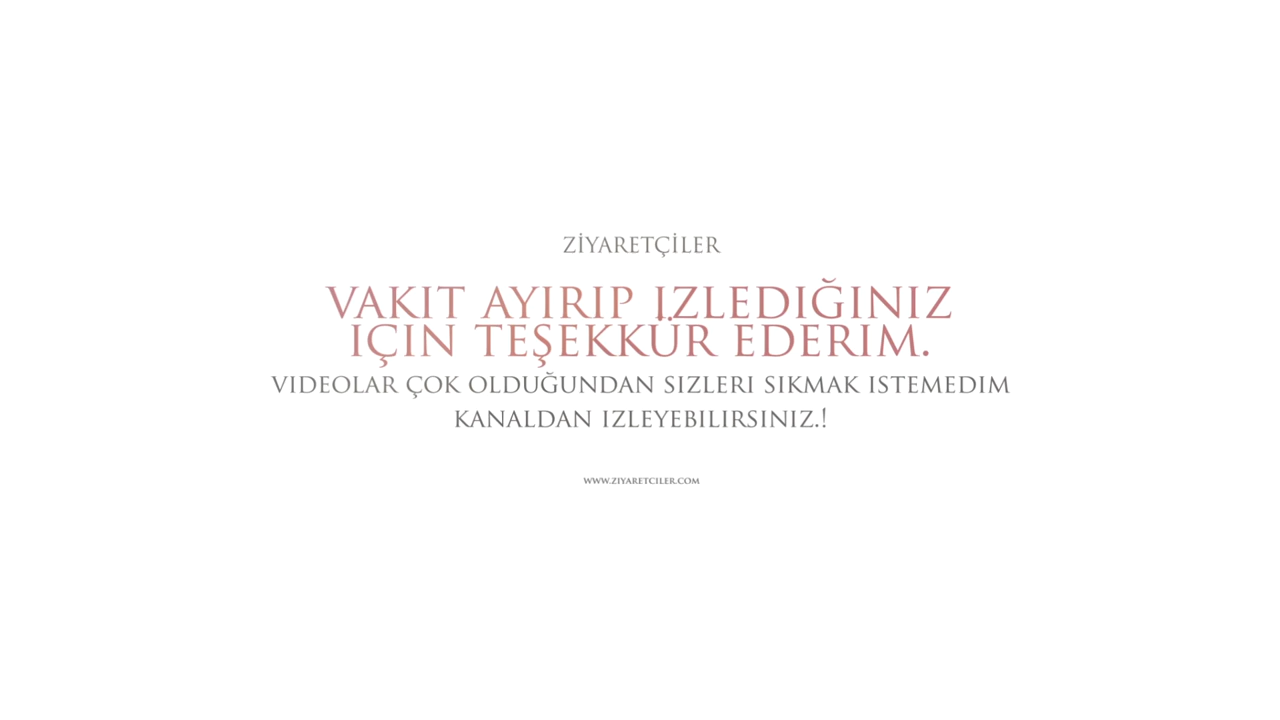 ZİYARETÇİLER
VAKIT AYIRIP IZLEDIĞINIZ
IÇIN TEŞEKKÜR EDERIM.
VIDEOLAR ÇOK OLDUĞUNDAN SIZLERI SIKMAK ISTEMEDIM
KANALDAN IZLEYEBILIRSINIZ.!
WWW.ZIYARETCILER.COM